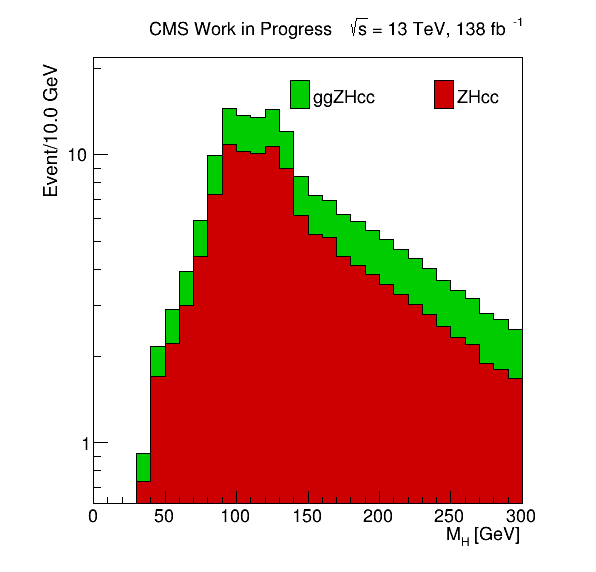 CMS Work in Progress √s = 13 TeV, 138 fb⁻¹
Event/10.0 GeV
ggZHcc ZHcc
10
1
0 50 100 150 200 250 300
M_H [GeV]